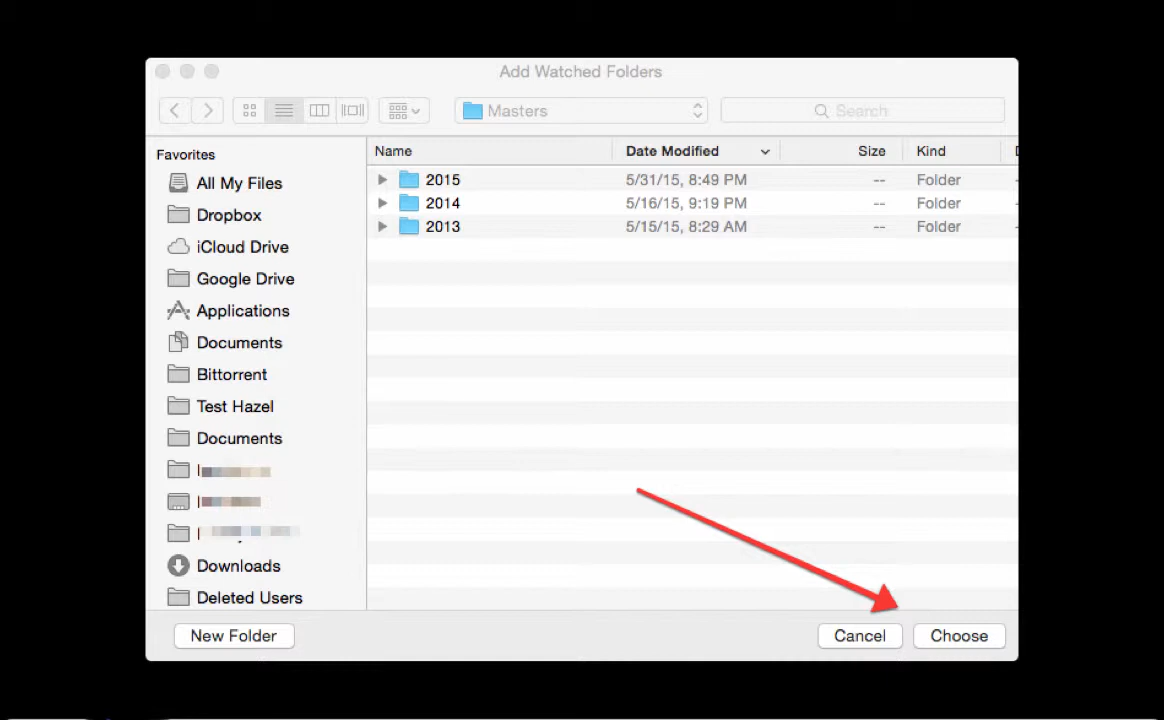 Add Watched Folders
Masters
Search
Favorites
All My Files
Dropbox
iCloud Drive
Google Drive
Applications
Documents
Bittorrent
Test Hazel
Documents
Downloads
Deleted Users
Name Date Modified Size Kind
2015 5/31/15, 8:49 PM -- Folder
2014 5/16/15, 9:19 PM -- Folder
2013 5/15/15, 8:29 AM -- Folder
New Folder Cancel Choose